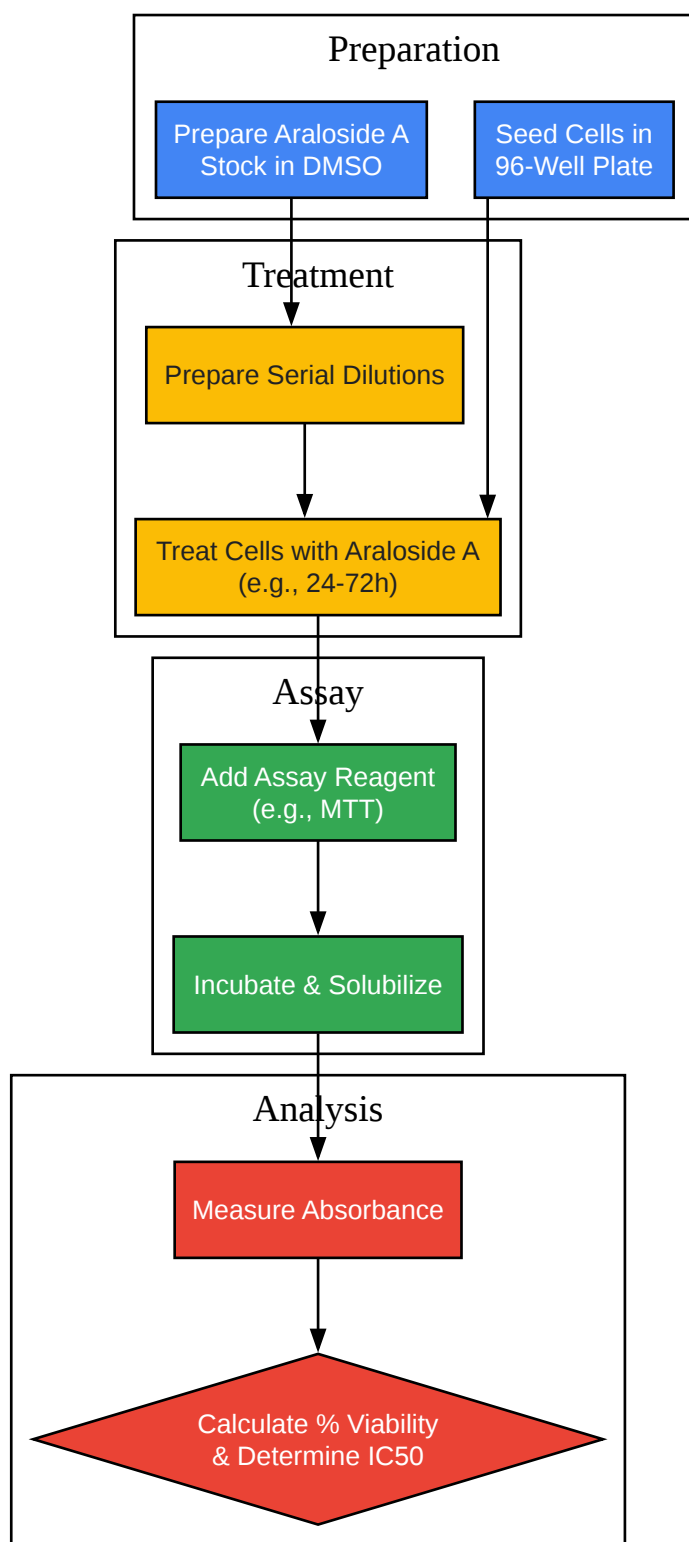 Preparation
Prepare Araloside A
Stock in DMSO
Seed Cells in
96-Well Plate
Treatment
Prepare Serial Dilutions
Treat Cells with Araloside A
(e.g., 24-72h)
Assay
Add Assay Reagent
(e.g., MTT)
Incubate & Solubilize
Analysis
Measure Absorbance
Calculate % Viability
& Determine IC50